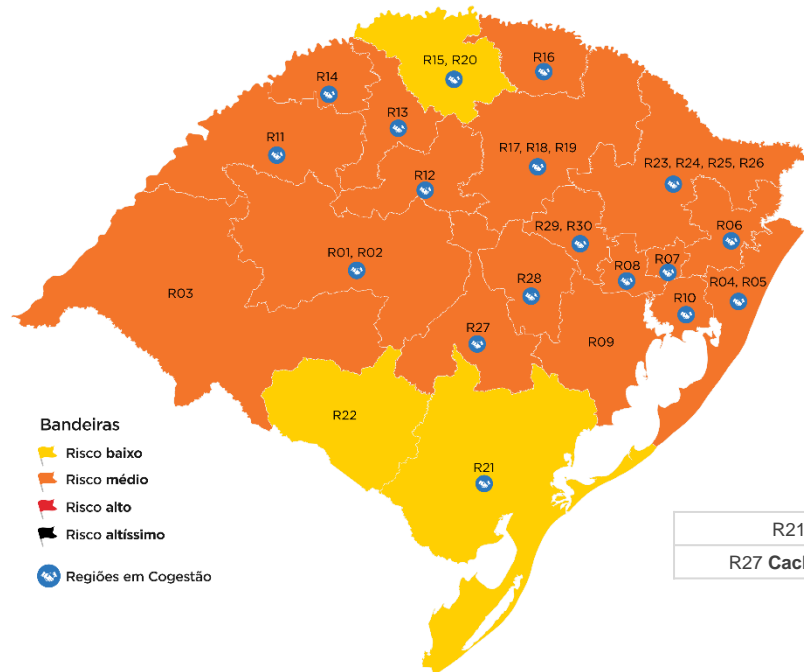 R15, R20
R16
R14
R13
R11
R17, R18, R19
R23, R24, R25, R26
R12
R29, R30
R06
R01, R02
R07
R08
R04, R05
R28
R03
R10
R27
R09
R22
R21
Bandeiras
Risco baixo
Risco médio
Risco alto
Risco altíssimo
Regiões em Cogestão
R21
R27